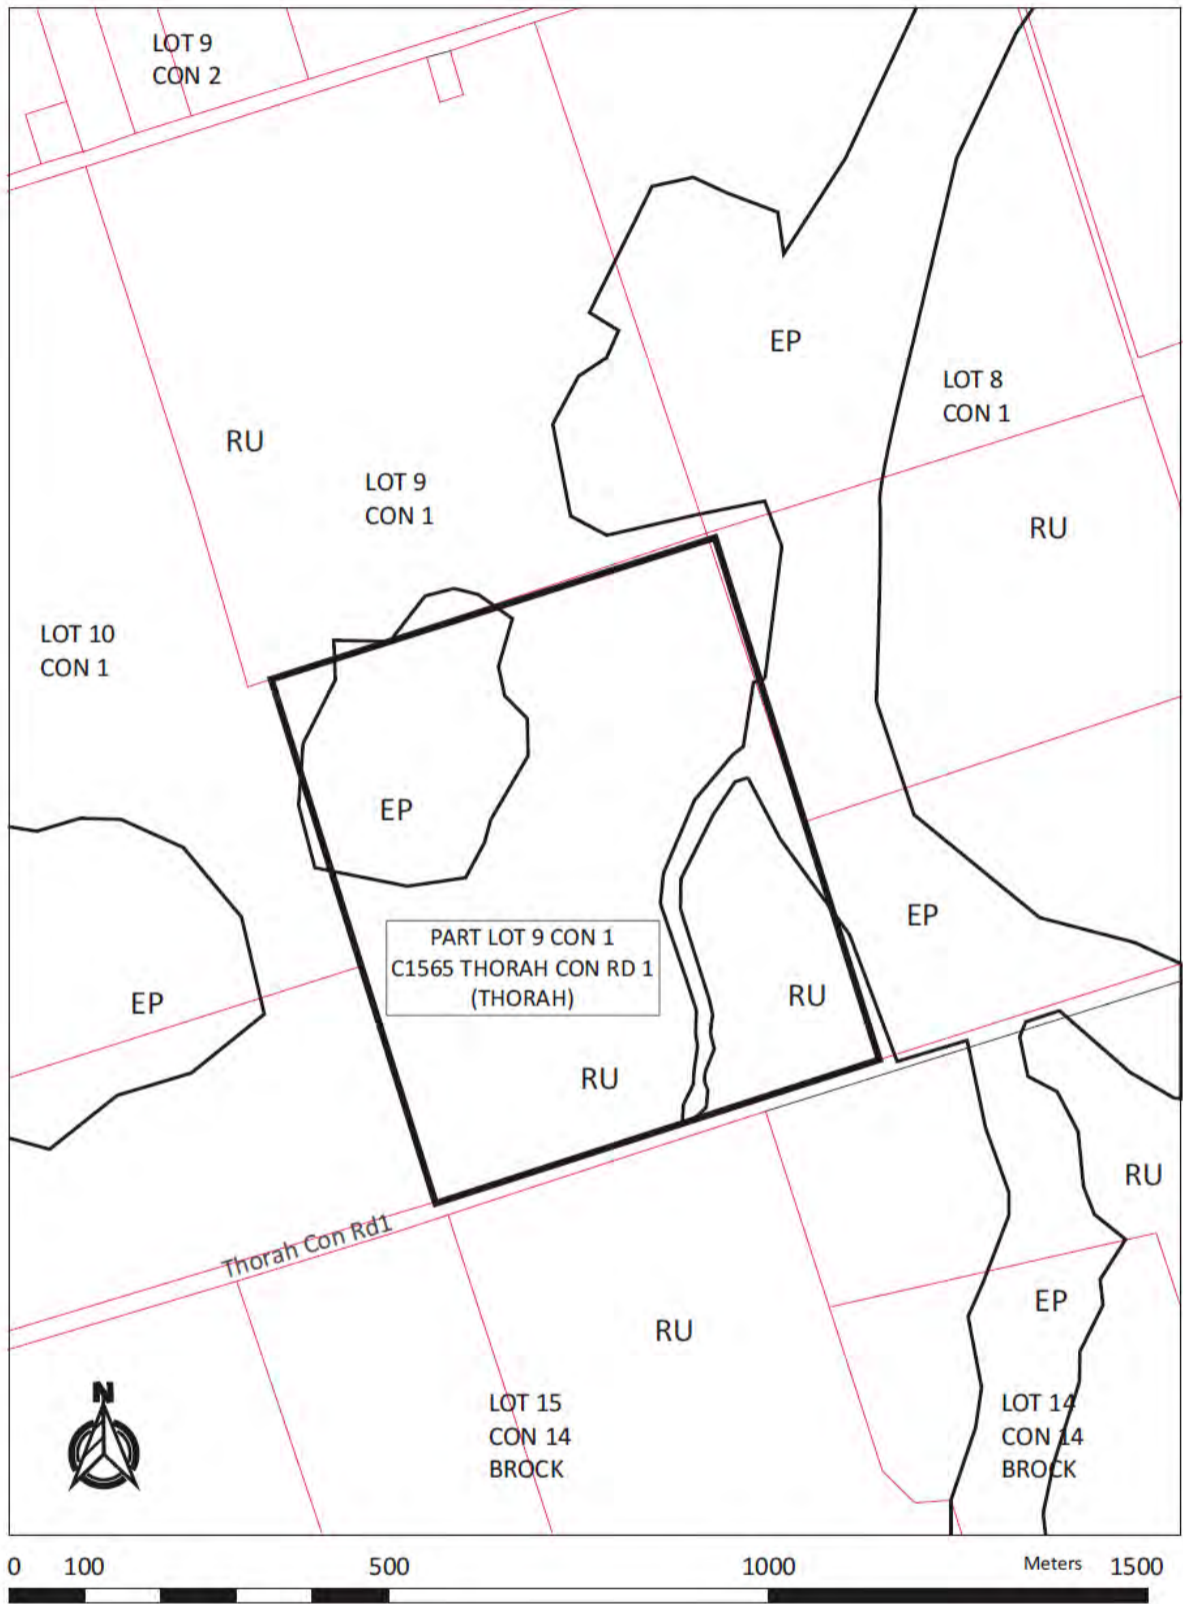 LOT 9
CON 2
EP
LOT 8
CON 1
RU
LOT 9
CON 1
RU
LOT 10
CON 1
EP
EP
PART LOT 9 CON 1
C1565 THORAH CON RD 1
(THORAH)
EP
RU
RU
RU
Thorah Con Rd1
EP
RU
LOT 15
CON 14
BROCK
LOT 14
CON 14
BROCK
N
0 100 500 1000 Meters 1500